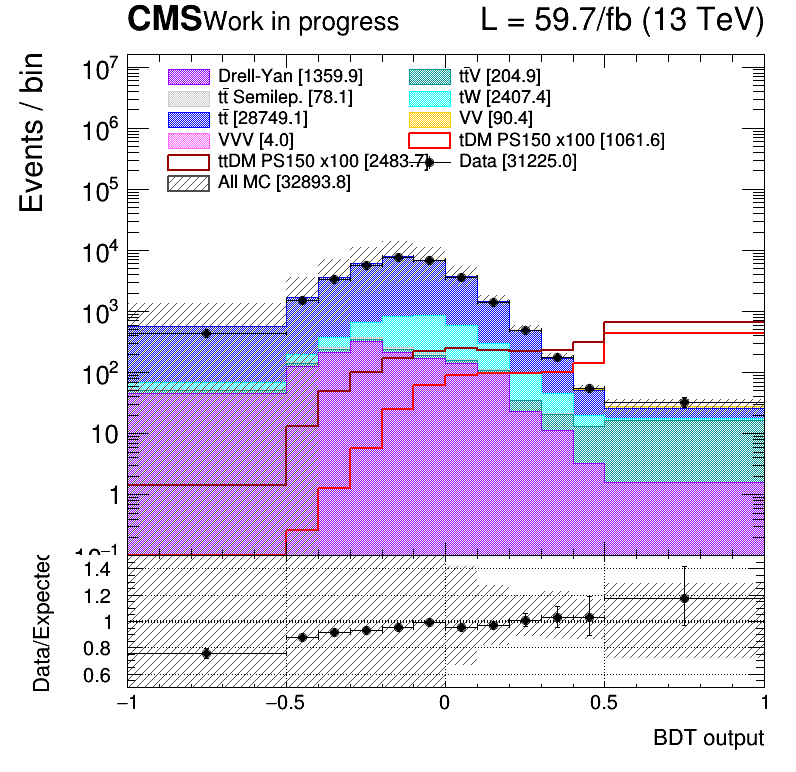 CMS Work in progress L = 59.7/fb (13 TeV)
Events / bin
Drell-Yan [1359.9] tt̄V [204.9]
tt̄ Semilep. [78.1] tW [2407.4]
tt̄ [28749.1] VV [90.4]
VVV [4.0] tDM PS150 x100 [1061.6]
ttDM PS150 x100 [2483.7] Data [31225.0]
All MC [32893.8]
10⁷
10⁶
10⁵
10⁴
10³
10²
10
1
10⁻¹
Data/Expected
1.4
1.2
1
0.8
0.6
−1 −0.5 0 0.5 1
BDT output